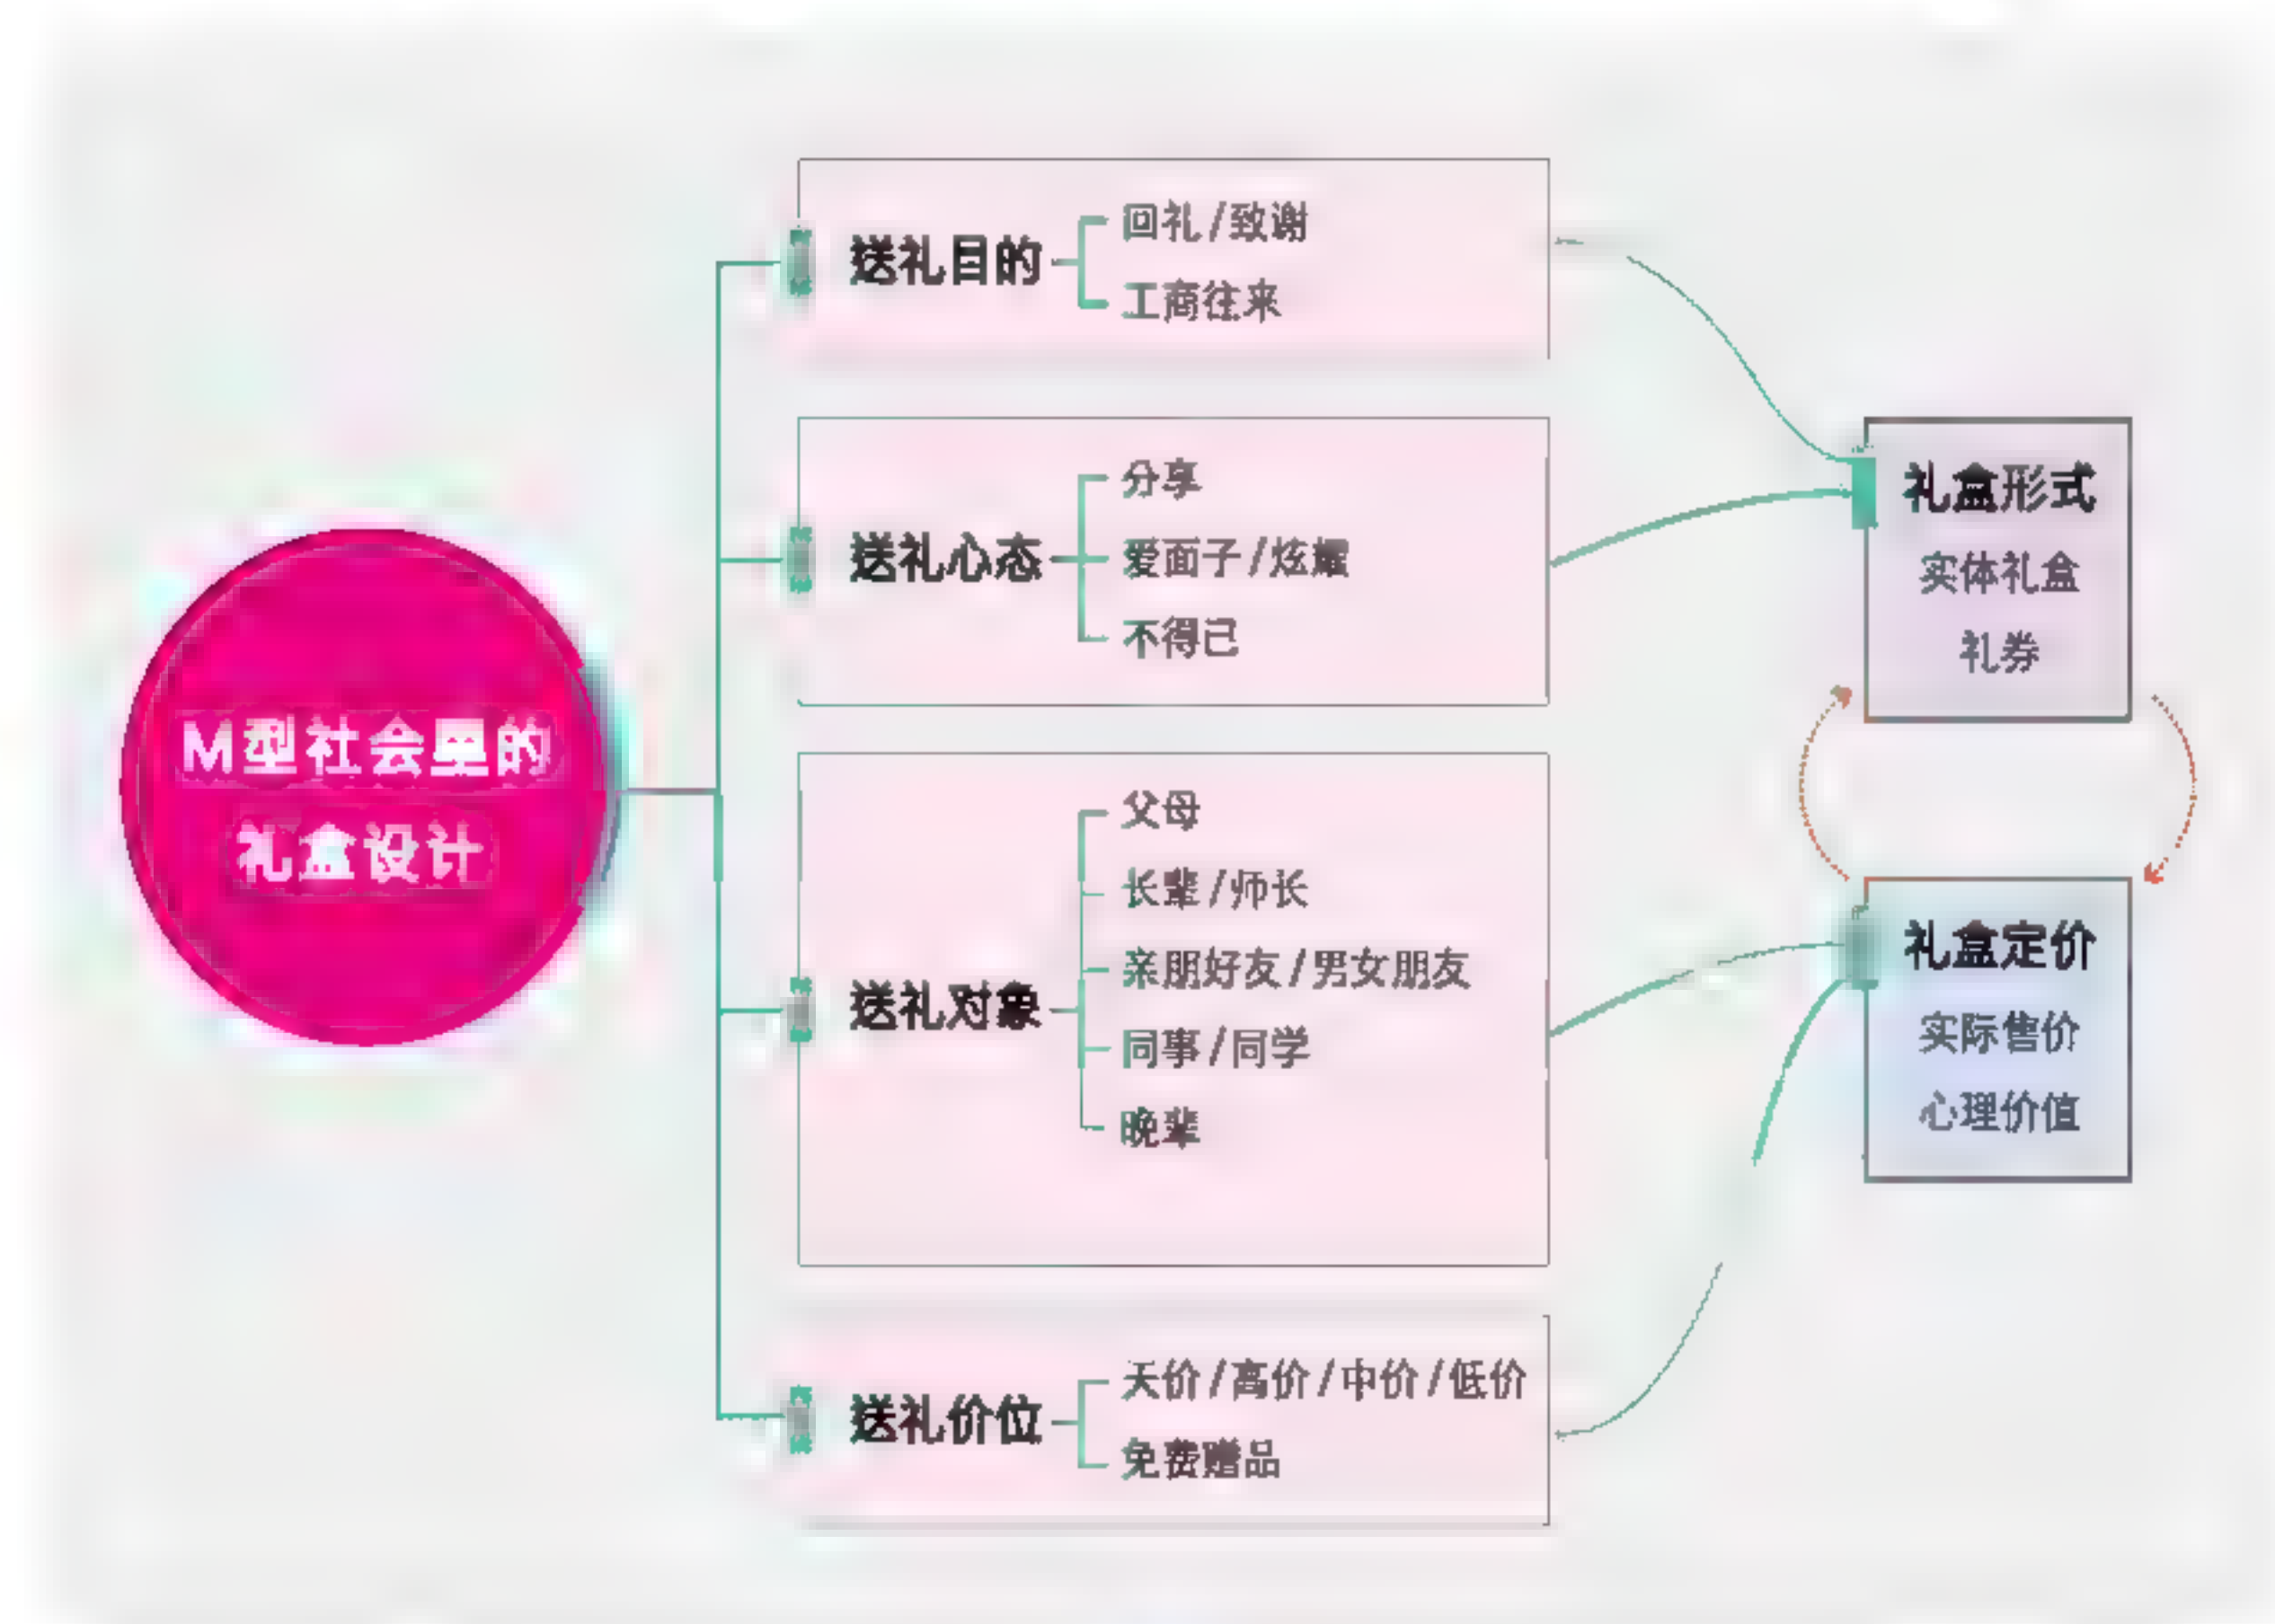 M型社会里的
礼盒设计
送礼目的
回礼/致谢
工商往来
送礼心态
分享
爱面子/炫耀
不得已
送礼对象
父母
长辈/师长
亲朋好友/男女朋友
同事/同学
晚辈
送礼价位
天价/高价/中价/低价
免费赠品
礼盒形式
实体礼盒
礼券
礼盒定价
实际售价
心理价值